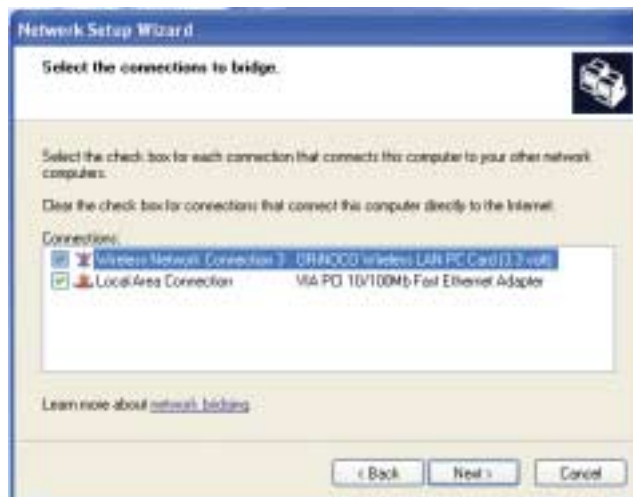 Network Setup Wizard
Select the connections to bridge.
Select the check box for each connection that connects this computer to your other network
computers.
Clear the check box for connections that connect this computer directly to the Internet.
Connections:
Wireless Network Connection 3 ORiNOCO Wireless LAN PC Card (3.3 volt)
Local Area Connection VIA PCI 10/100Mb Fast Ethernet Adapter
Learn more about network bridging
< Back Next > Cancel